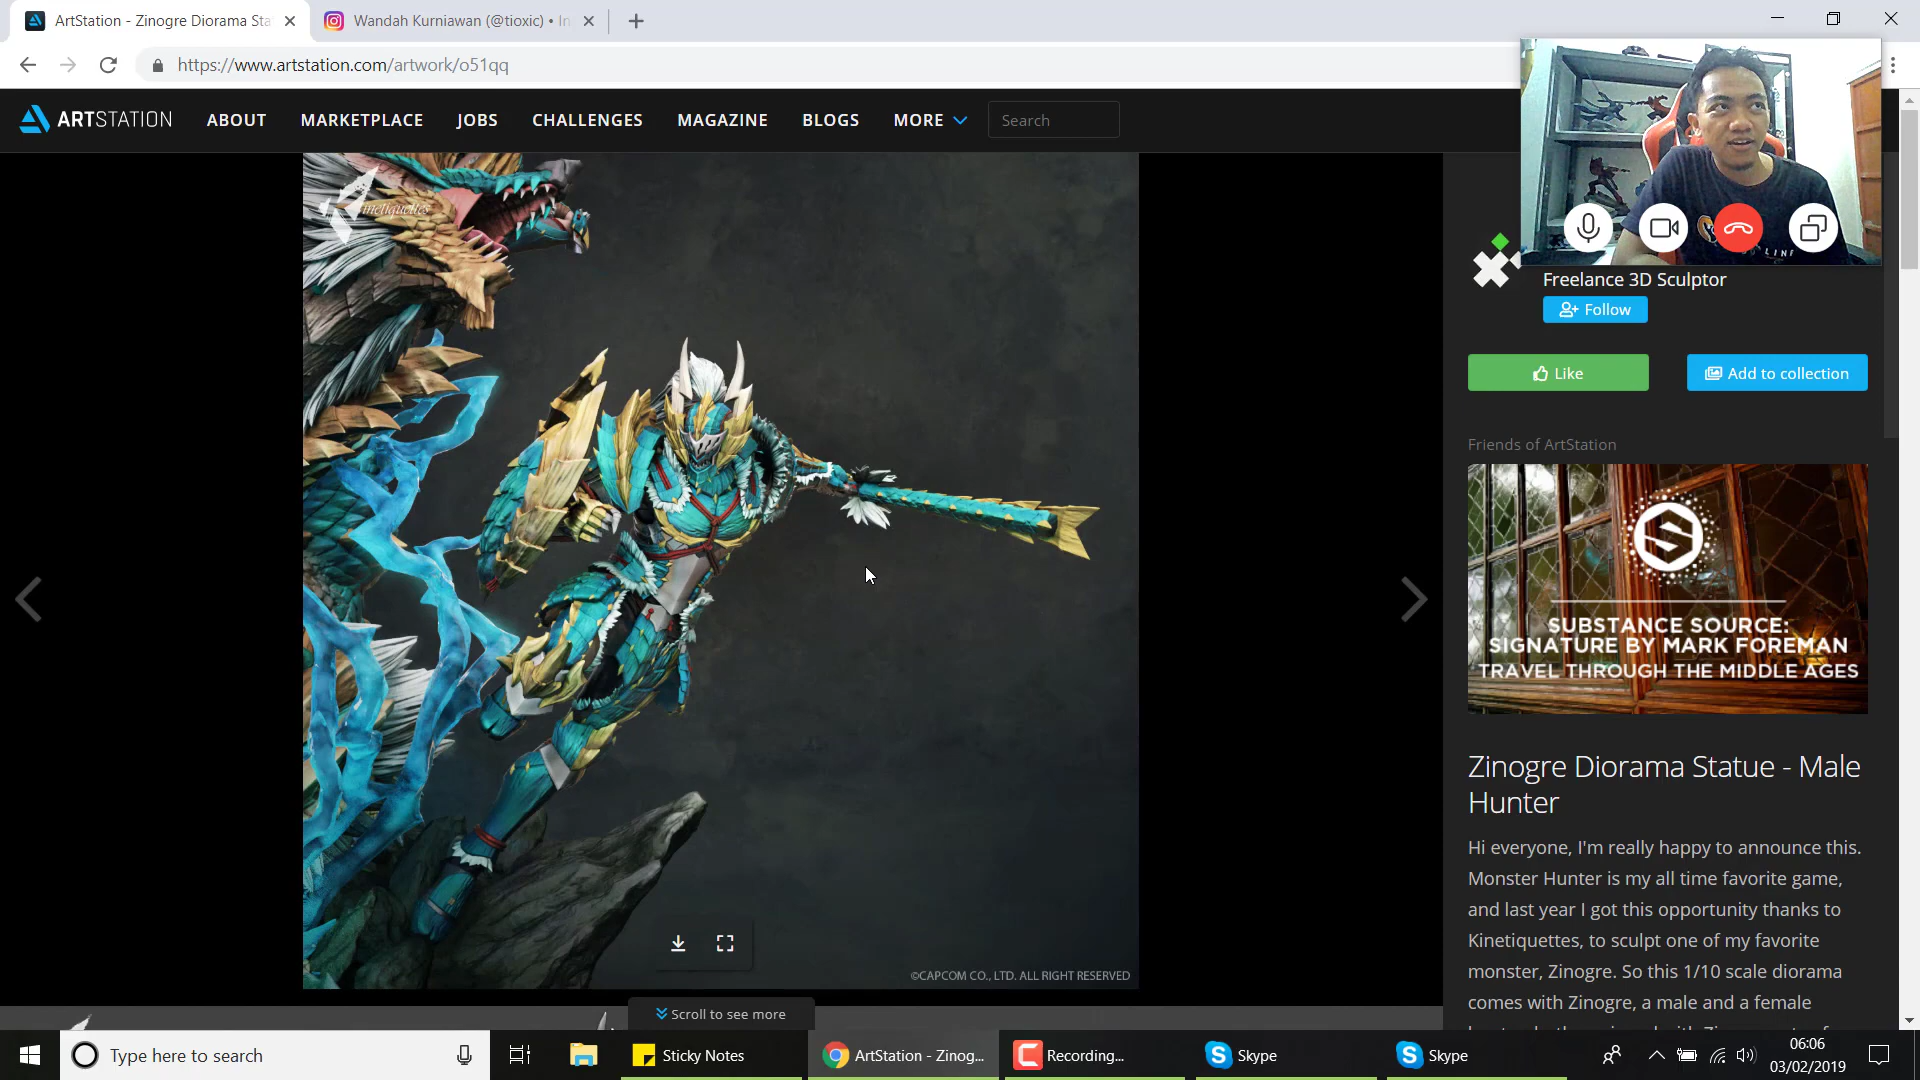 ArtStation - Zinogre Diorama Sta
Wandah Kurniawan (@tioxic) • In
https://www.artstation.com/artwork/o51qq
ARTSTATION
ABOUT
MARKETPLACE
JOBS
CHALLENGES
MAGAZINE
BLOGS
MORE
Search
Kinetiquettes
LINE
Freelance 3D Sculptor
Follow
Like
Add to collection
Friends of ArtStation
SUBSTANCE SOURCE:
SIGNATURE BY MARK FOREMAN
TRAVEL THROUGH THE MIDDLE AGES
Zinogre Diorama Statue - Male
Hunter
Hi everyone, I'm really happy to announce this.
Monster Hunter is my all time favorite game,
and last year I got this opportunity thanks to
Kinetiquettes, to sculpt one of my favorite
monster, Zinogre. So this 1/10 scale diorama
comes with Zinogre, a male and a female
©CAPCOM CO., LTD. ALL RIGHT RESERVED
Scroll to see more
Type here to search
Sticky Notes
ArtStation - Zinog...
Recording...
Skype
Skype
06:06
03/02/2019